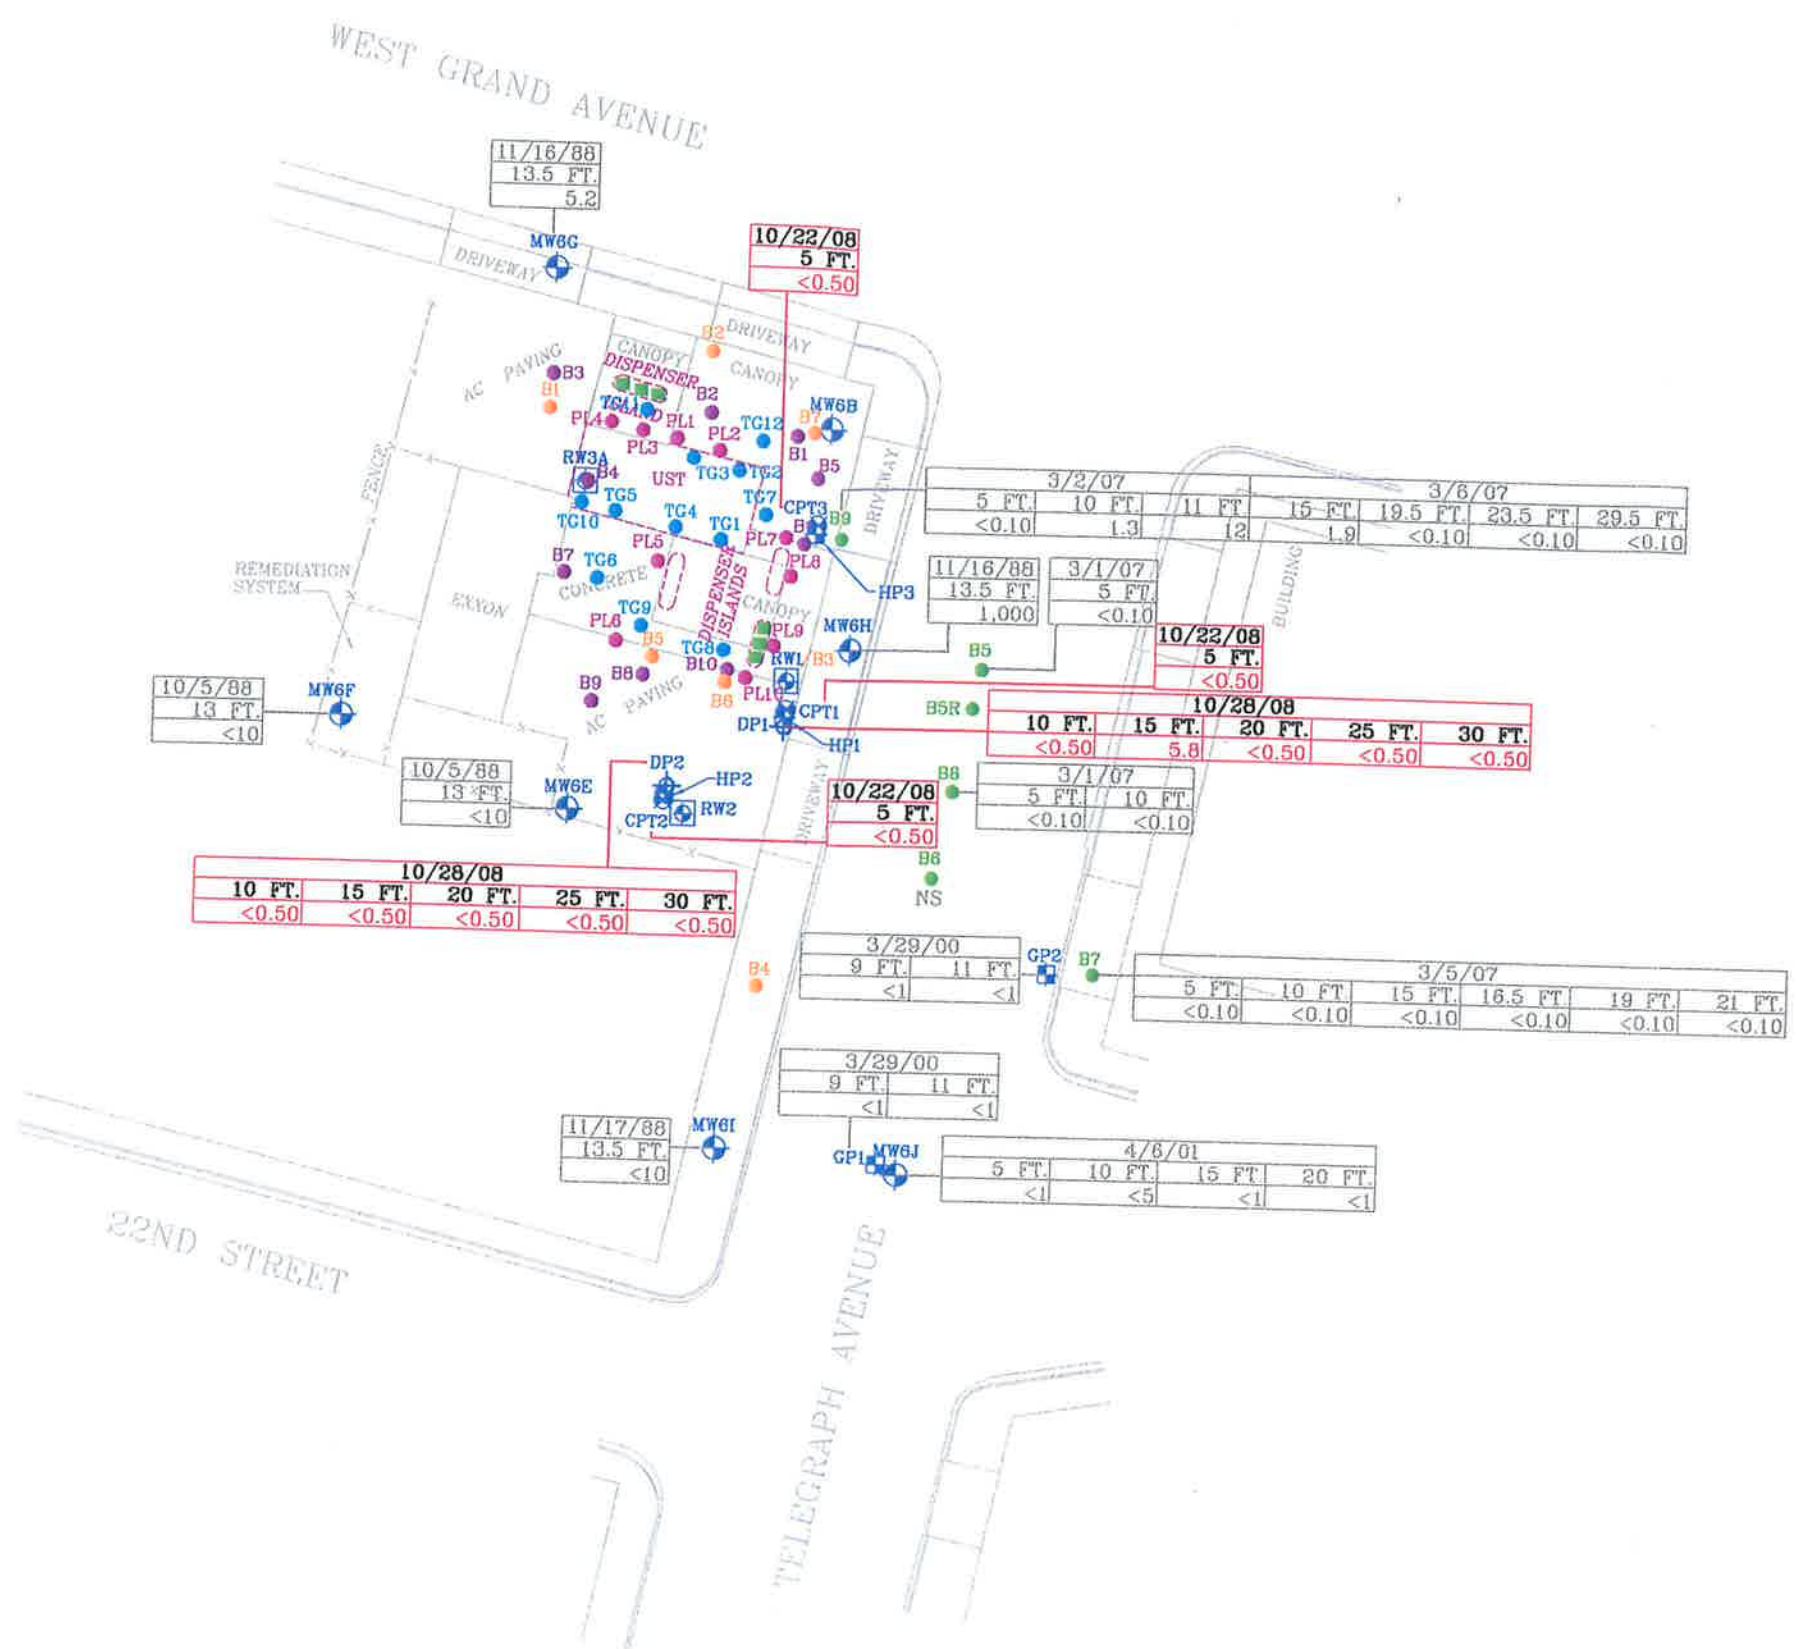 WEST GRAND AVENUE
11/16/88
13.5 FT.
5.2
MW6G
DRIVEWAY
10/22/08
5 FT.
<0.50
B2
DRIVEWAY
CANOPY
CANOPY
DISPENSER
ISLAND
AC PAVING
B3
B1
B2
TG11
TG12
B7
MW6B
PL4
PL3
PL1
PL2
B1
B5
RW3A
B4
UST
TG3
TG2
TG5
TG10
TG4
TG1
TG7
CPT3
B9
DRIVEWAY
FENCE
PL5
PL7
PL8
HP3
B7
TG6
CONCRETE
DISPENSER
ISLANDS
CANOPY
REMEDIATION
SYSTEM
EXXON
TG9
PL6
B5
TG8
PL9
B8
B10
RW1
B3
MW6H
B9
AC PAVING
B6
PL10
CPT1
DP1
HP1
3/2/07
3/6/07
5 FT. 10 FT. 11 FT 15 FT. 19.5 FT. 23.5 FT. 29.5 FT.
<0.10 1.3 12 1.9 <0.10 <0.10 <0.10
11/16/88
13.5 FT.
1,000
3/1/07
5 FT.
<0.10
BUILDING
B5
10/22/08
5 FT.
<0.50
B5R
10/28/08
10 FT. 15 FT. 20 FT. 25 FT. 30 FT.
<0.50 5.8 <0.50 <0.50 <0.50
10/5/88
13 FT.
<10
MW6F
10/5/88
13 FT.
<10
MW6E
DP2
HP2
CPT2
RW2
DRIVEWAY
10/22/08
5 FT.
<0.50
B8
3/1/07
5 FT. 10 FT.
<0.10 <0.10
10/28/08
10 FT. 15 FT. 20 FT. 25 FT. 30 FT.
<0.50 <0.50 <0.50 <0.50 <0.50
B6
NS
3/29/00
9 FT. 11 FT.
<1 <1
GP2
B7
B4
3/5/07
5 FT. 10 FT. 15 FT. 16.5 FT. 19 FT. 21 FT.
<0.10 <0.10 <0.10 <0.10 <0.10 <0.10
3/29/00
9 FT. 11 FT.
<1 <1
11/17/88
13.5 FT.
<10
MW6I
GP1
MW6J
4/6/01
5 FT. 10 FT. 15 FT. 20 FT.
<1 <5 <1 <1
22ND STREET
TELEGRAPH AVENUE